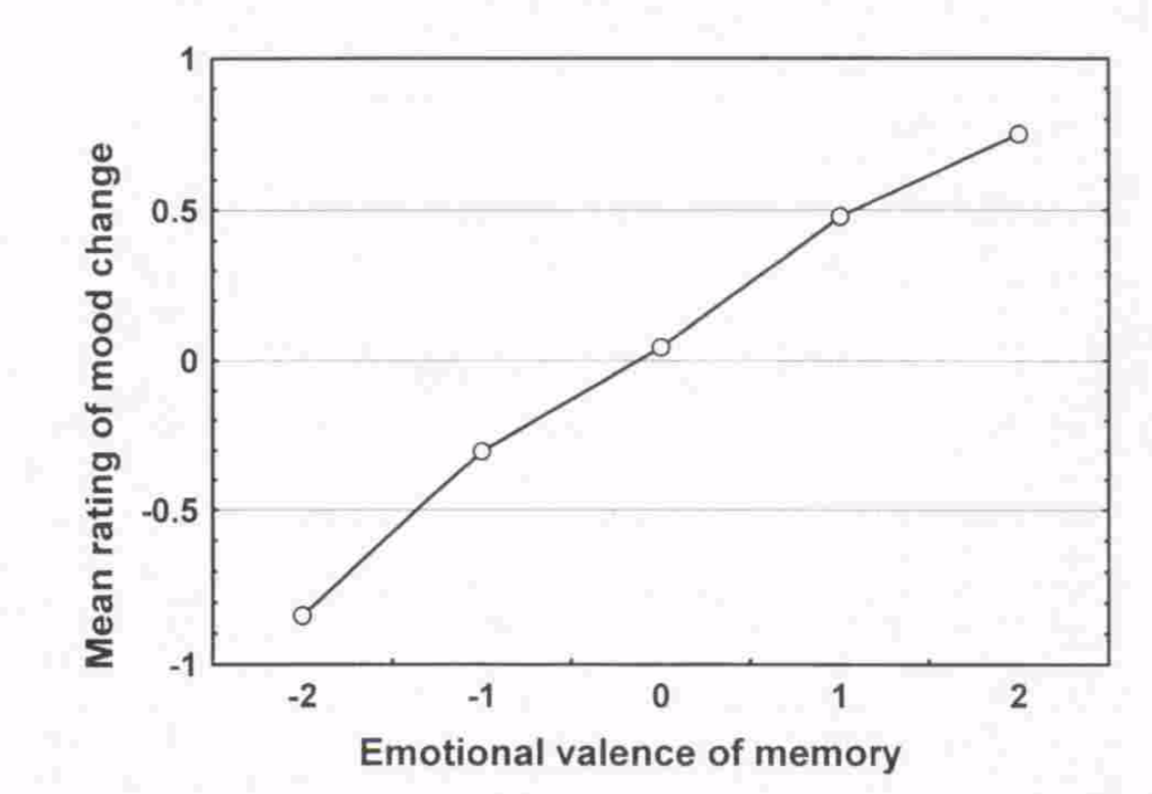 Mean rating of mood change
1
0.5
0
-0.5
-1
-2 -1 0 1 2
Emotional valence of memory